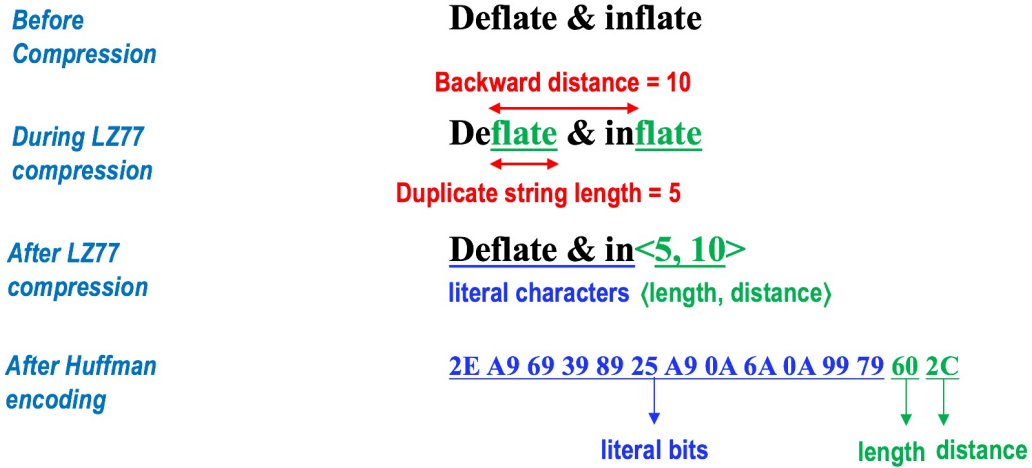 Before
Compression
Deflate & inflate
Backward distance = 10
During LZ77
compression
Deflate & inflate
Duplicate string length = 5
After LZ77
compression
Deflate & in<5, 10>
literal characters ⟨length, distance⟩
After Huffman
encoding
2E A9 69 39 89 25 A9 0A 6A 0A 99 79 60 2C
literal bits
length distance